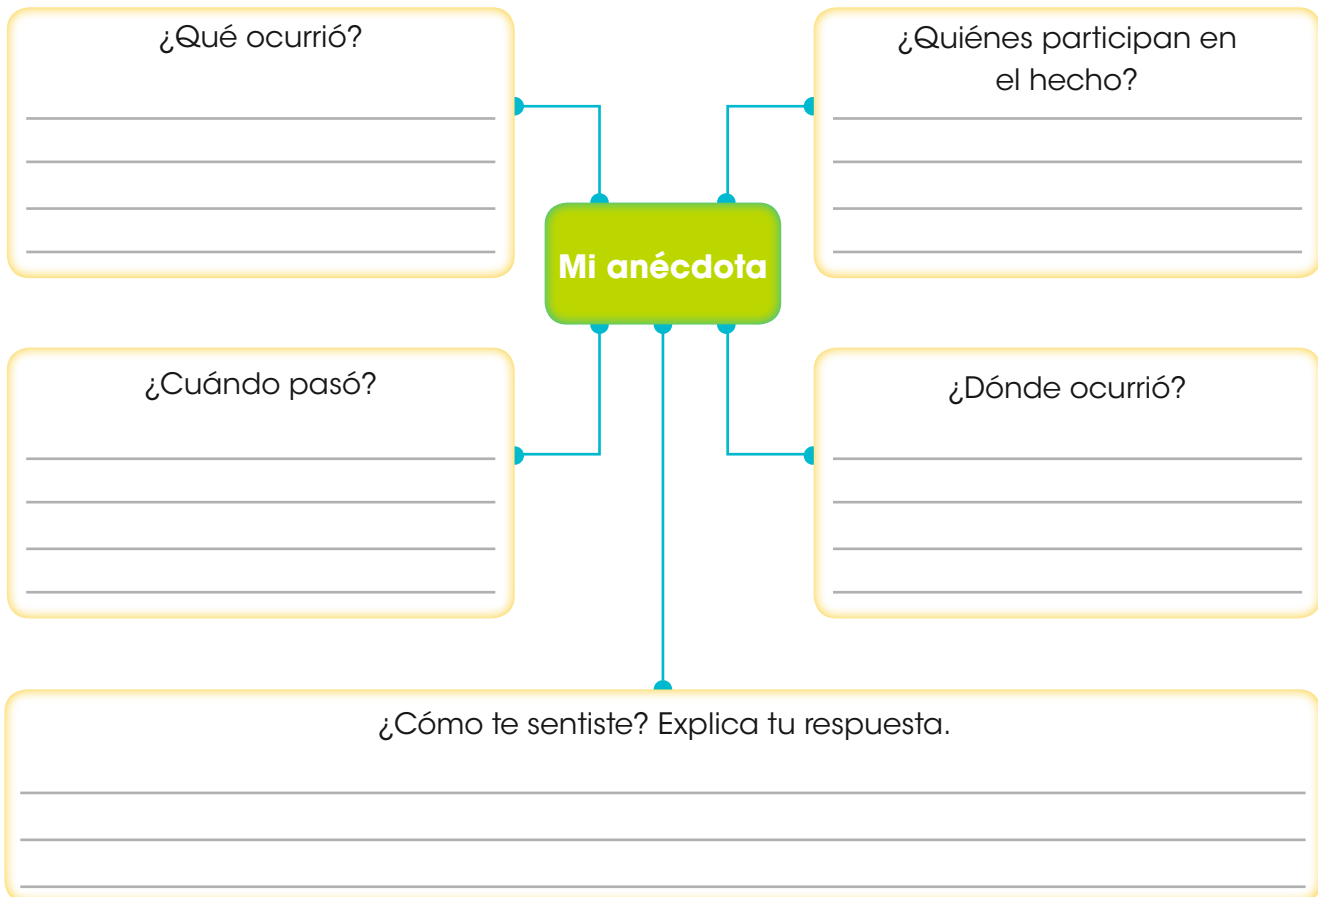 ¿Qué ocurrió?
¿Quiénes participan en
el hecho?
Mi anécdota
¿Cuándo pasó?
¿Dónde ocurrió?
¿Cómo te sentiste? Explica tu respuesta.